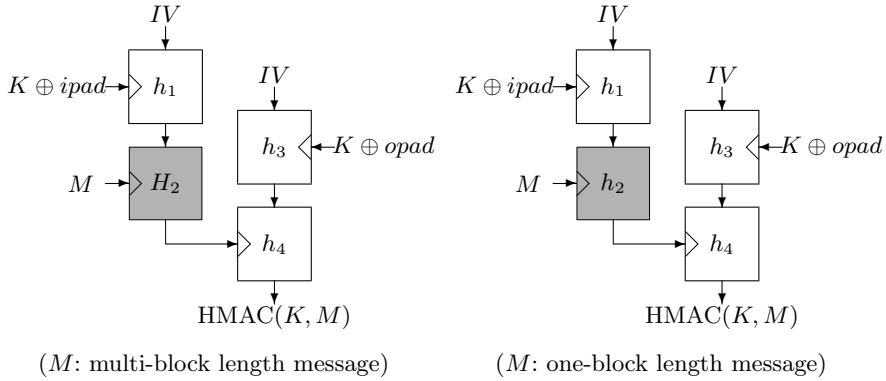 IV
K ⊕ ipad h₁
IV
h₃ K ⊕ opad
M H₂
h₄
HMAC(K, M)
(M: multi-block length message)
IV
K ⊕ ipad h₁
IV
h₃ K ⊕ opad
M h₂
h₄
HMAC(K, M)
(M: one-block length message)